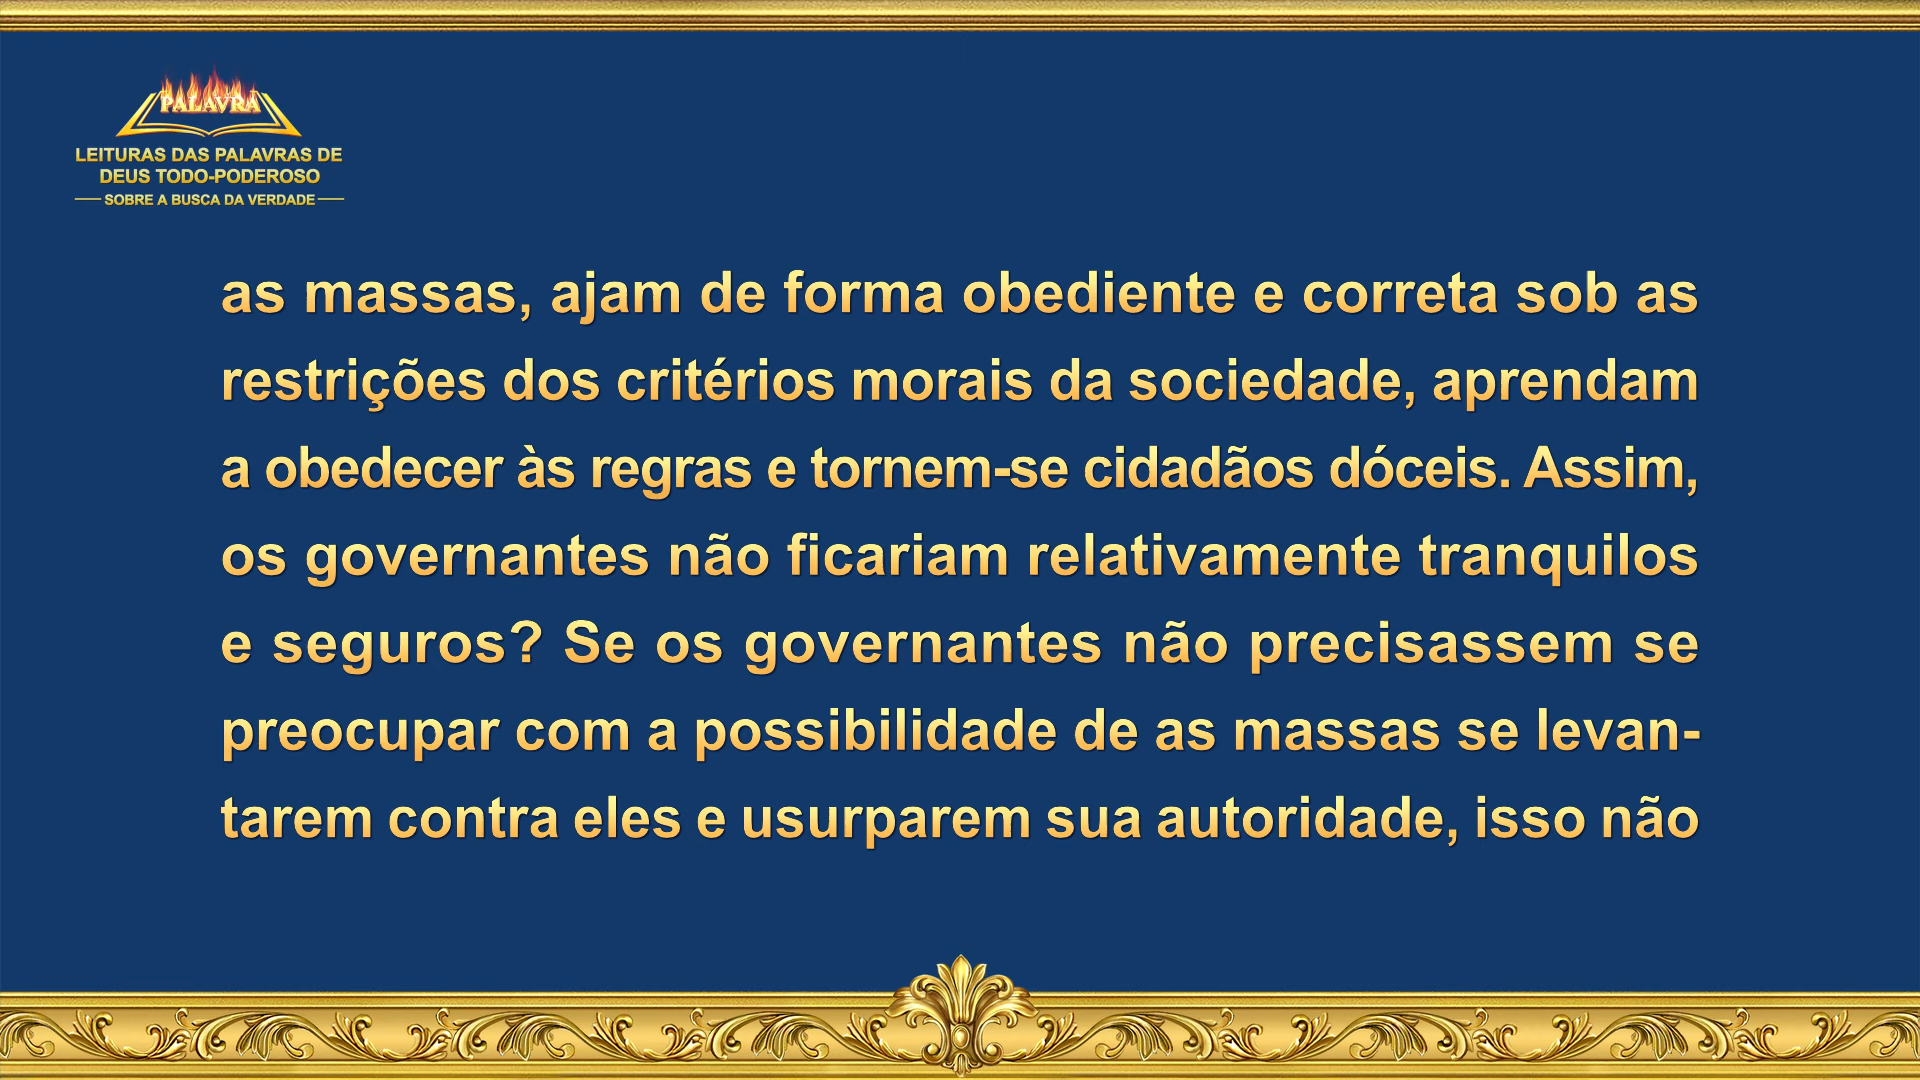 PALAVRA
LEITURAS DAS PALAVRAS DE
DEUS TODO-PODEROSO
SOBRE A BUSCA DA VERDADE
as massas, ajam de forma obediente e correta sob as
restrições dos critérios morais da sociedade, aprendam
a obedecer às regras e tornem-se cidadãos dóceis. Assim,
os governantes não ficariam relativamente tranquilos
e seguros? Se os governantes não precisassem se
preocupar com a possibilidade de as massas se levan-
tarem contra eles e usurparem sua autoridade, isso não